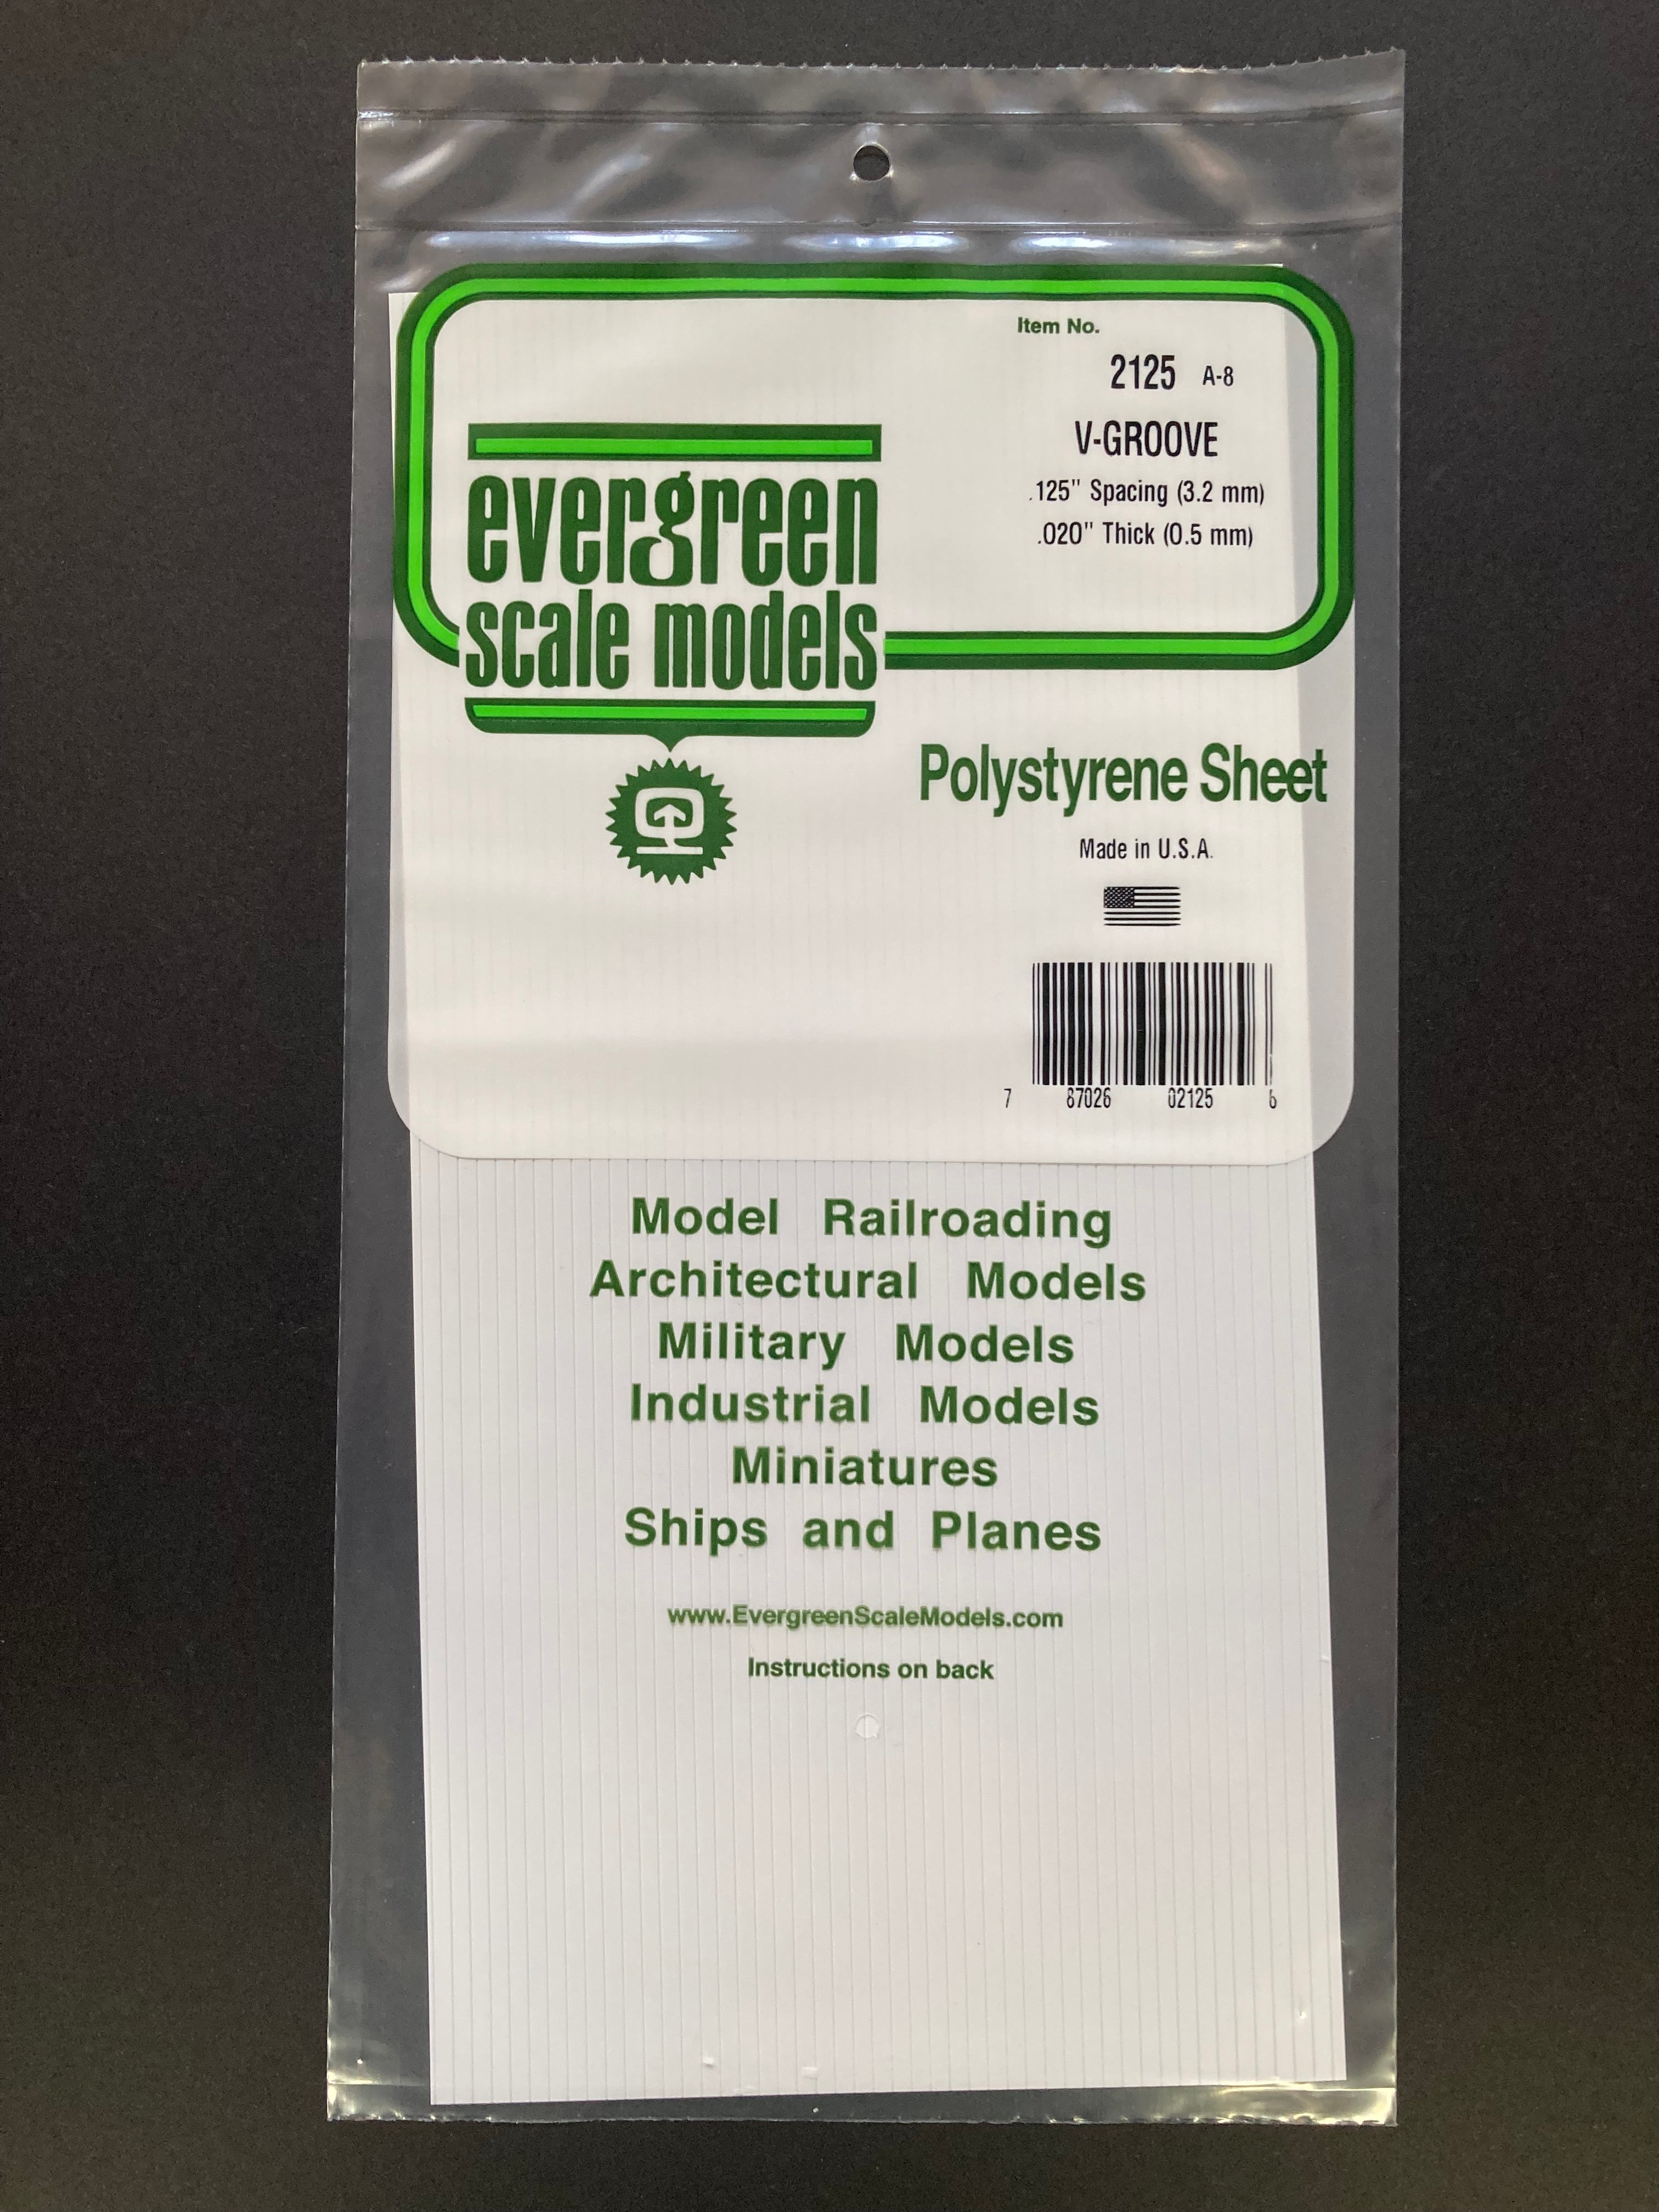 Item No.
2125 A-8
V-GROOVE
.125" Spacing (3.2 mm)
.020" Thick (0.5 mm)
evergreen
scale models
Polystyrene Sheet
Made in U.S.A.
7 87026 02125 6
Model Railroading
Architectural Models
Military Models
Industrial Models
Miniatures
Ships and Planes
www.EvergreenScaleModels.com
Instructions on back